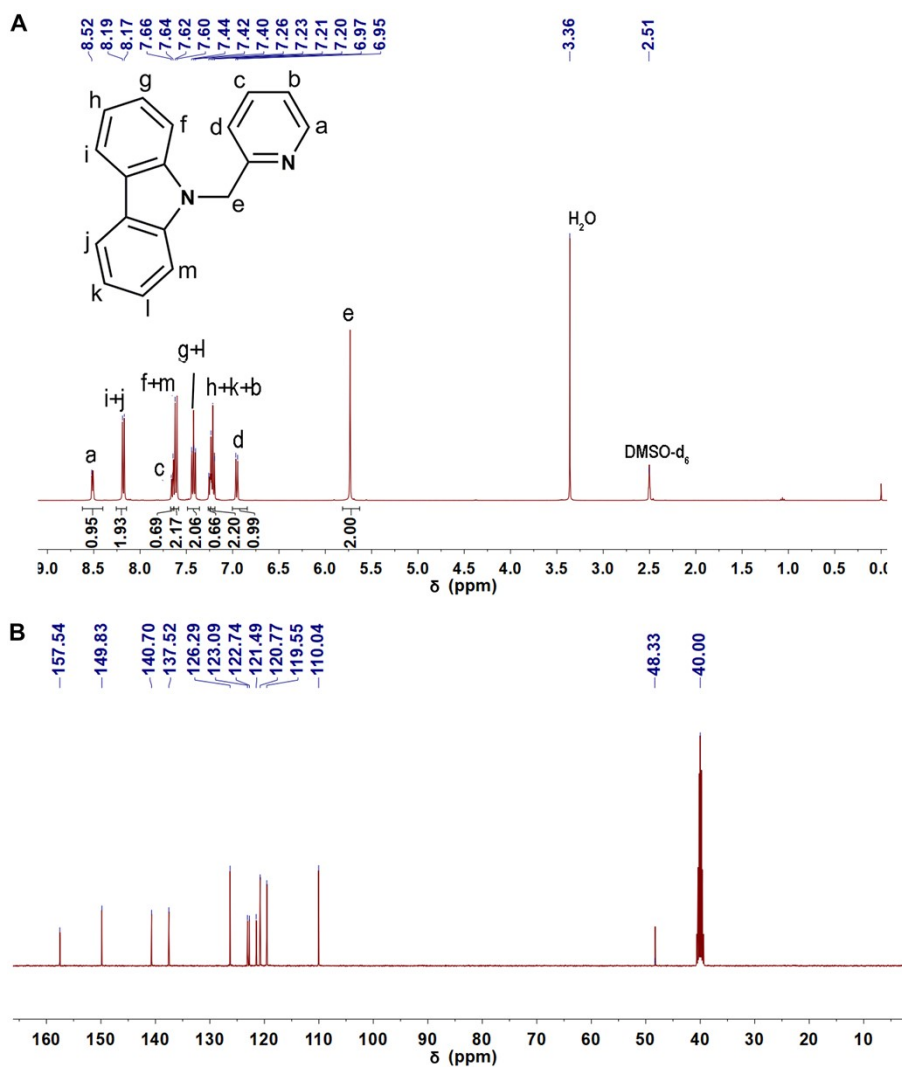 A
8.52 8.19 8.17 7.66 7.64 7.62 7.60 7.44 7.42 7.40 7.26 7.23 7.21 7.20 6.97 6.95 3.36 2.51
c b
g
h d a
f
i N
N
e
j
m
k
l
H₂O
e
g+l
f+m h+k+b
i+j
d DMSO-d₆
a c
0.95 1.93 0.69 2.17 2.06 0.66 2.20 0.99 2.00
9.0 8.5 8.0 7.5 7.0 6.5 6.0 5.5 5.0 4.5 4.0 3.5 3.0 2.5 2.0 1.5 1.0 0.5 0.0
δ (ppm)
B
157.54 149.83 140.70 137.52 126.29 123.09 122.74 121.49 120.77 119.55 110.04 48.33 40.00
160 150 140 130 120 110 100 90 80 70 60 50 40 30 20 10
δ (ppm)